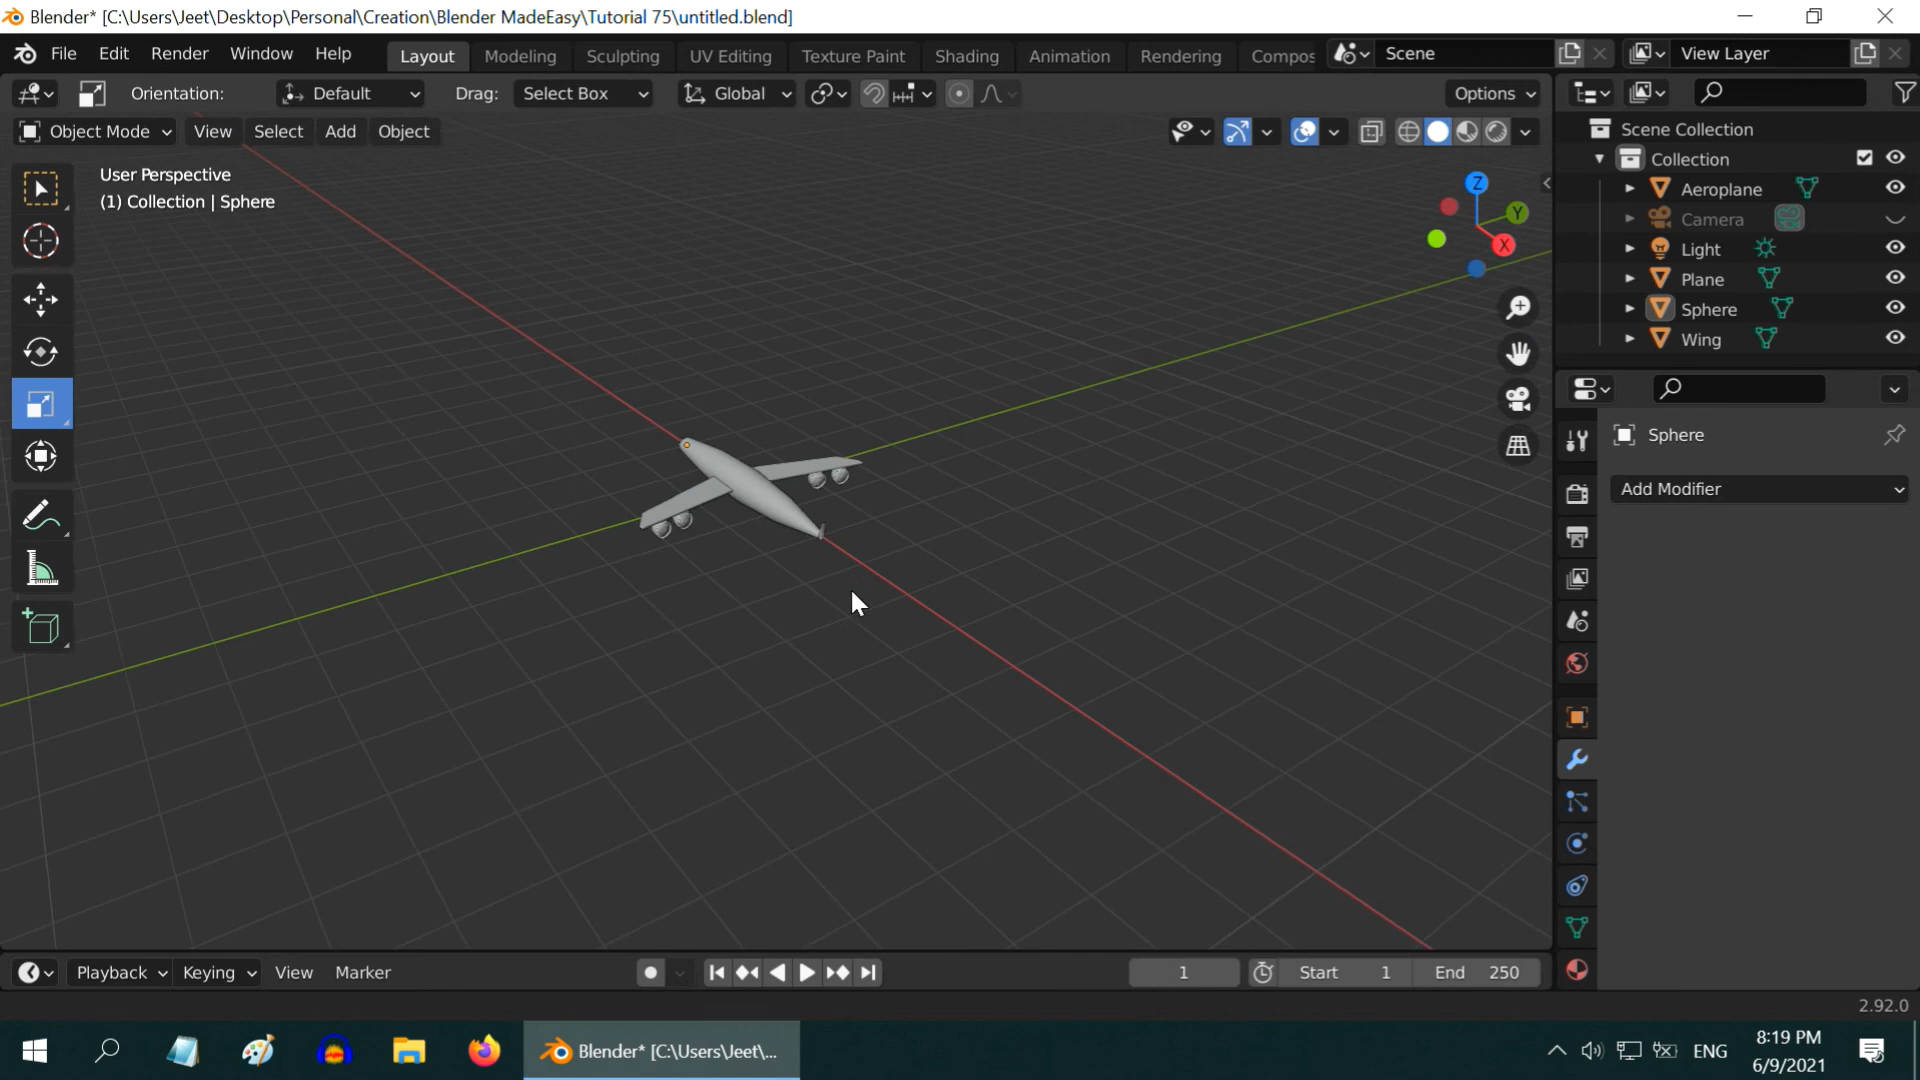 Blender* [C:\Users\Jeet\Desktop\Personal\Creation\Blender MadeEasy\Tutorial 75\untitled.blend]
File Edit Render Window Help Layout Modeling Sculpting UV Editing Texture Paint Shading Animation Rendering Compos Scene View Layer
Orientation: Default Drag: Select Box Global Options
Object Mode View Select Add Object
User Perspective
(1) Collection | Sphere
Z
Y
X
Scene Collection
Collection
Aeroplane
Camera
Light
Plane
Sphere
Wing
Sphere
Add Modifier
Playback Keying View Marker 1 Start 1 End 250
2.92.0
Blender* [C:\Users\Jeet\...
ENG
8:19 PM
6/9/2021